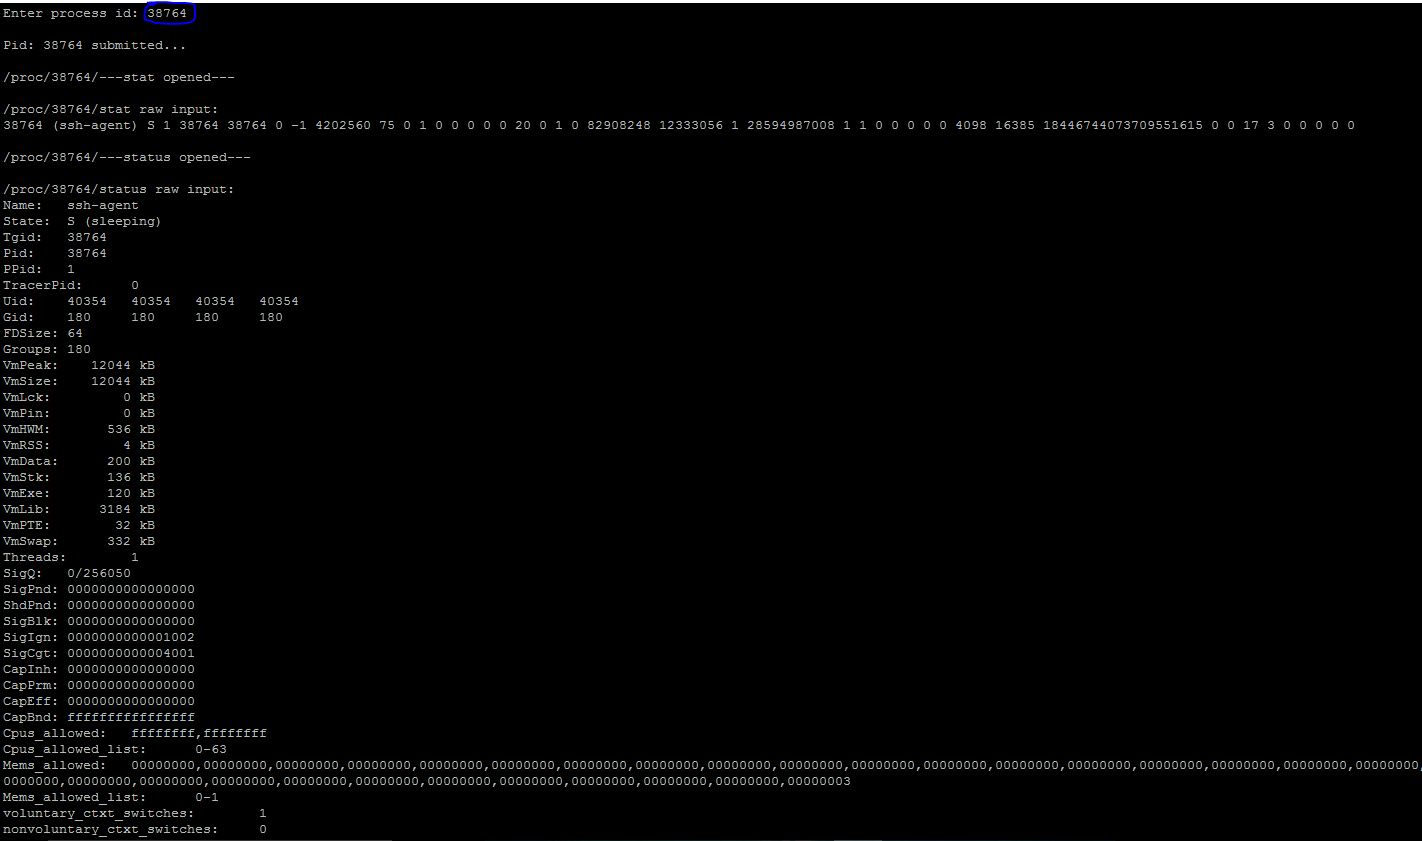 Enter process id: 38764
Pid: 38764 submitted...
/proc/38764/---stat opened---
/proc/38764/stat raw input:
38764 (ssh-agent) S 1 38764 38764 0 -1 4202560 75 0 1 0 0 0 0 0 20 0 1 0 82908248 12333056 1 28594987008 1 1 0 0 0 0 0 4098 16385 18446744073709551615 0 0 17 3 0 0 0 0 0
/proc/38764/---status opened---
/proc/38764/status raw input:
Name:   ssh-agent
State:  S (sleeping)
Tgid:   38764
Pid:    38764
PPid:   1
TracerPid:      0
Uid:    40354   40354   40354   40354
Gid:    180     180     180     180
FDSize: 64
Groups: 180
VmPeak:    12044 kB
VmSize:    12044 kB
VmLck:         0 kB
VmPin:         0 kB
VmHWM:       536 kB
VmRSS:         4 kB
VmData:      200 kB
VmStk:       136 kB
VmExe:       120 kB
VmLib:      3184 kB
VmPTE:        32 kB
VmSwap:      332 kB
Threads:        1
SigQ:   0/256050
SigPnd: 0000000000000000
ShdPnd: 0000000000000000
SigBlk: 0000000000000000
SigIgn: 0000000000001002
SigCgt: 0000000000004001
CapInh: 0000000000000000
CapPrm: 0000000000000000
CapEff: 0000000000000000
CapBnd: ffffffffffffffff
Cpus_allowed:   ffffffff,ffffffff
Cpus_allowed_list:      0-63
Mems_allowed:   00000000,00000000,00000000,00000000,00000000,00000000,00000000,00000000,00000000,00000000,00000000,00000000,00000000,00000000,00000000,00000000,00000000,00000000,
0000000,00000000,00000000,00000000,00000000,00000000,00000000,00000000,00000000,00000000,00000000,00000003
Mems_allowed_list:      0-1
voluntary_ctxt_switches:        1
nonvoluntary_ctxt_switches:     0